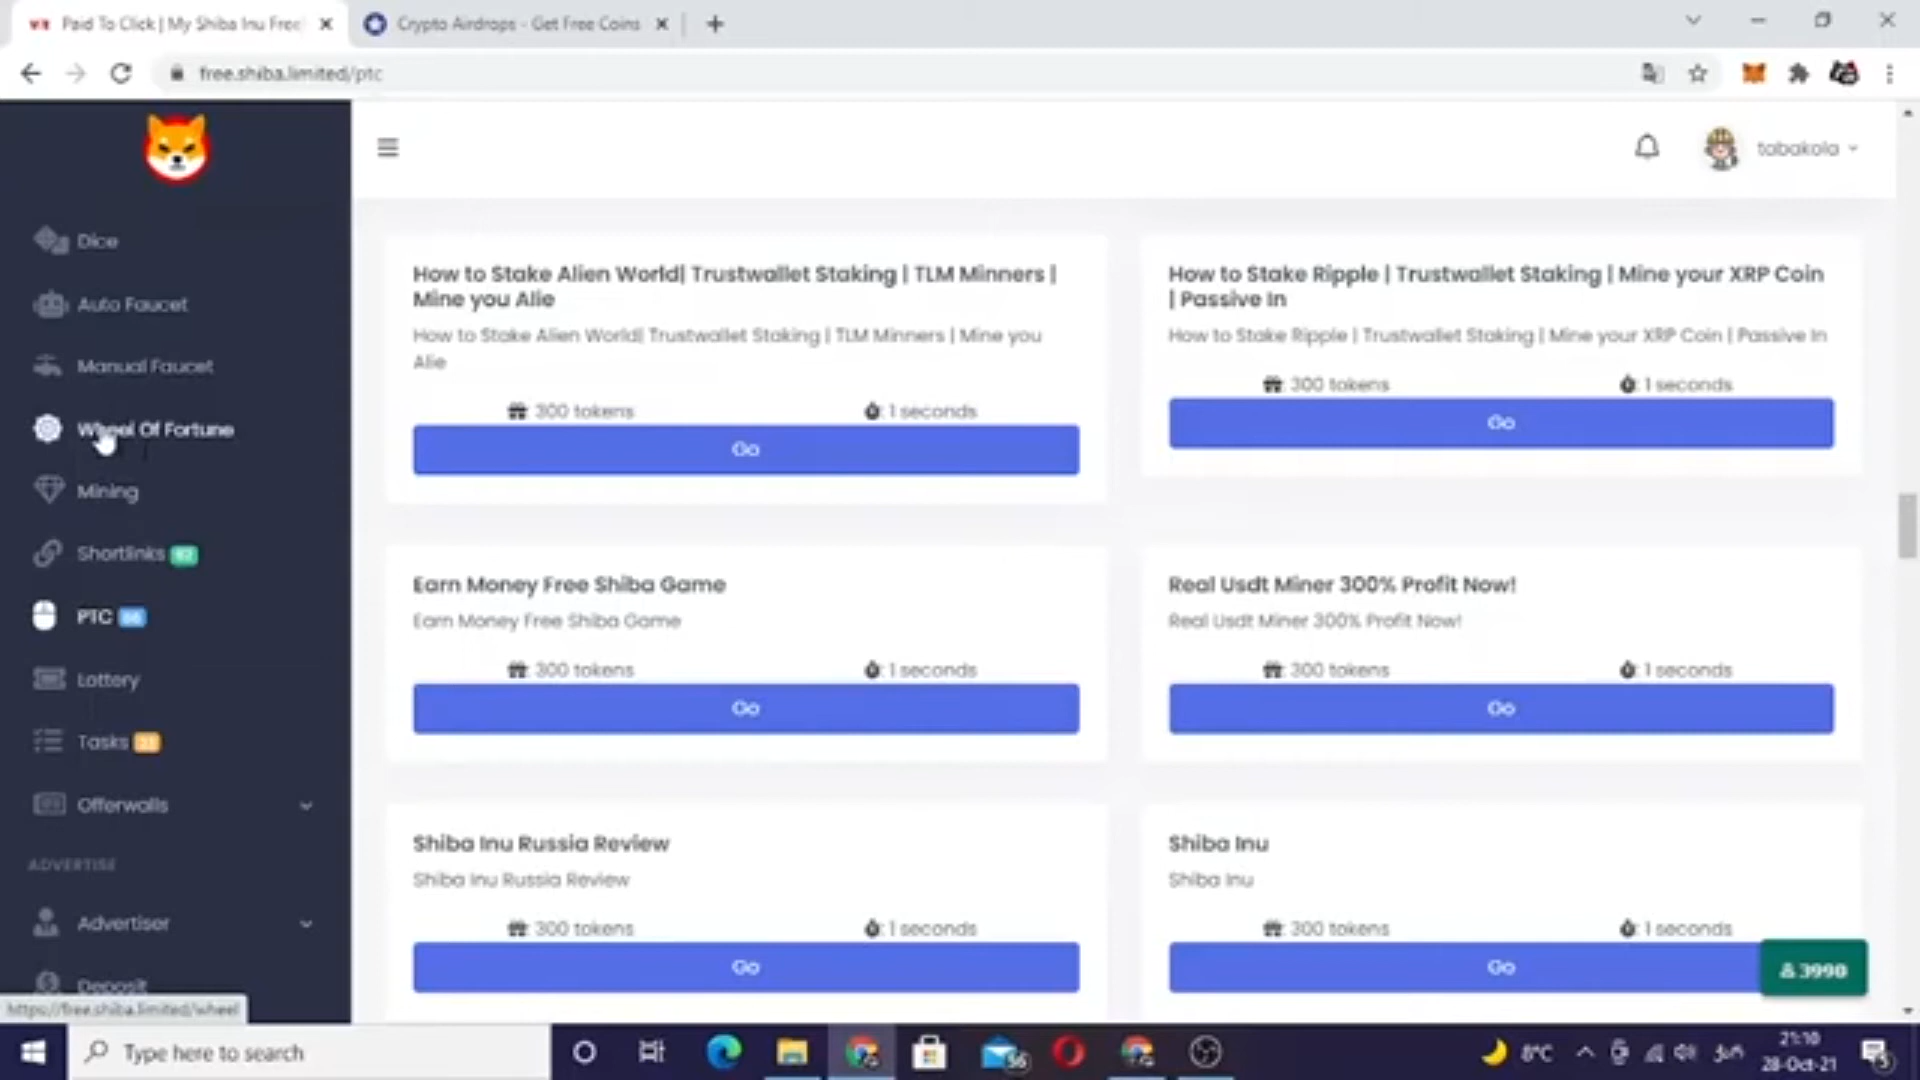 Paid To Click | My Shiba Inu Free
Crypto Airdrops - Get Free Coins
free.shiba.limited/ptc
tabakola
Dice
Auto Faucet
Manual Faucet
Wheel Of Fortune
Mining
Shortlinks
PTC
Lottery
Tasks
Offerwalls
ADVERTISE
Advertiser
Deposit
https://free.shiba.limited/wheel
How to Stake Alien World| Trustwallet Staking | TLM Minners |
Mine you Alie
How to Stake Alien World| Trustwallet Staking | TLM Minners | Mine you
Alie
300 tokens
: 1 seconds
Go
How to Stake Ripple | Trustwallet Staking | Mine your XRP Coin
| Passive In
How to Stake Ripple | Trustwallet Staking | Mine your XRP Coin | Passive In
300 tokens
: 1 seconds
Go
Earn Money Free Shiba Game
Earn Money Free Shiba Game
300 tokens
: 1 seconds
Go
Real Usdt Miner 300% Profit Now!
Real Usdt Miner 300% Profit Now!
300 tokens
: 1 seconds
Go
Shiba Inu Russia Review
Shiba Inu Russia Review
300 tokens
: 1 seconds
Go
Shiba Inu
Shiba Inu
300 tokens
: 1 seconds
Go
3990
Type here to search
56
8°C
21:10
28-Oct-21